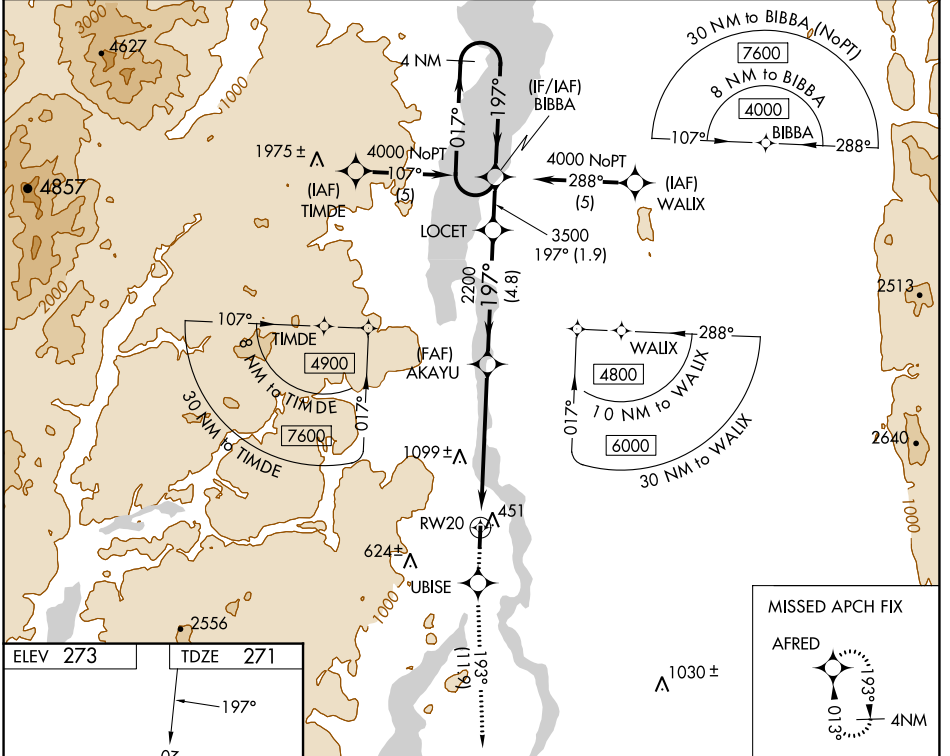 3000
4627
1000
4 NM
017°
197°
(IF/IAF)
BIBBA
30 NM to BIBBA (NoPT)
7600
8 NM to BIBBA
4000
BIBBA
107°
288°
1975 ±
4000 NoPT
107°
(5)
(IAF)
TIMDE
4000 NoPT
288°
(5)
(IAF)
WALIX
4857
LOCET
3500
197° (1.9)
2000
2200
197°
(4.8)
2513
107°
TIMDE
4900
8 NM to TIMDE
017°
7600
30 NM to TIMDE
(FAF)
AKAYU
288°
WALIX
4800
10 NM to WALIX
017°
6000
30 NM to WALIX
1099 ±
2640
1000
RW20
451
624±
UBISE
1000
2556
193°
(11.9)
1030 ±
MISSED APCH FIX
AFRED
193°
013°
4NM
ELEV 273
TDZE 271
197°